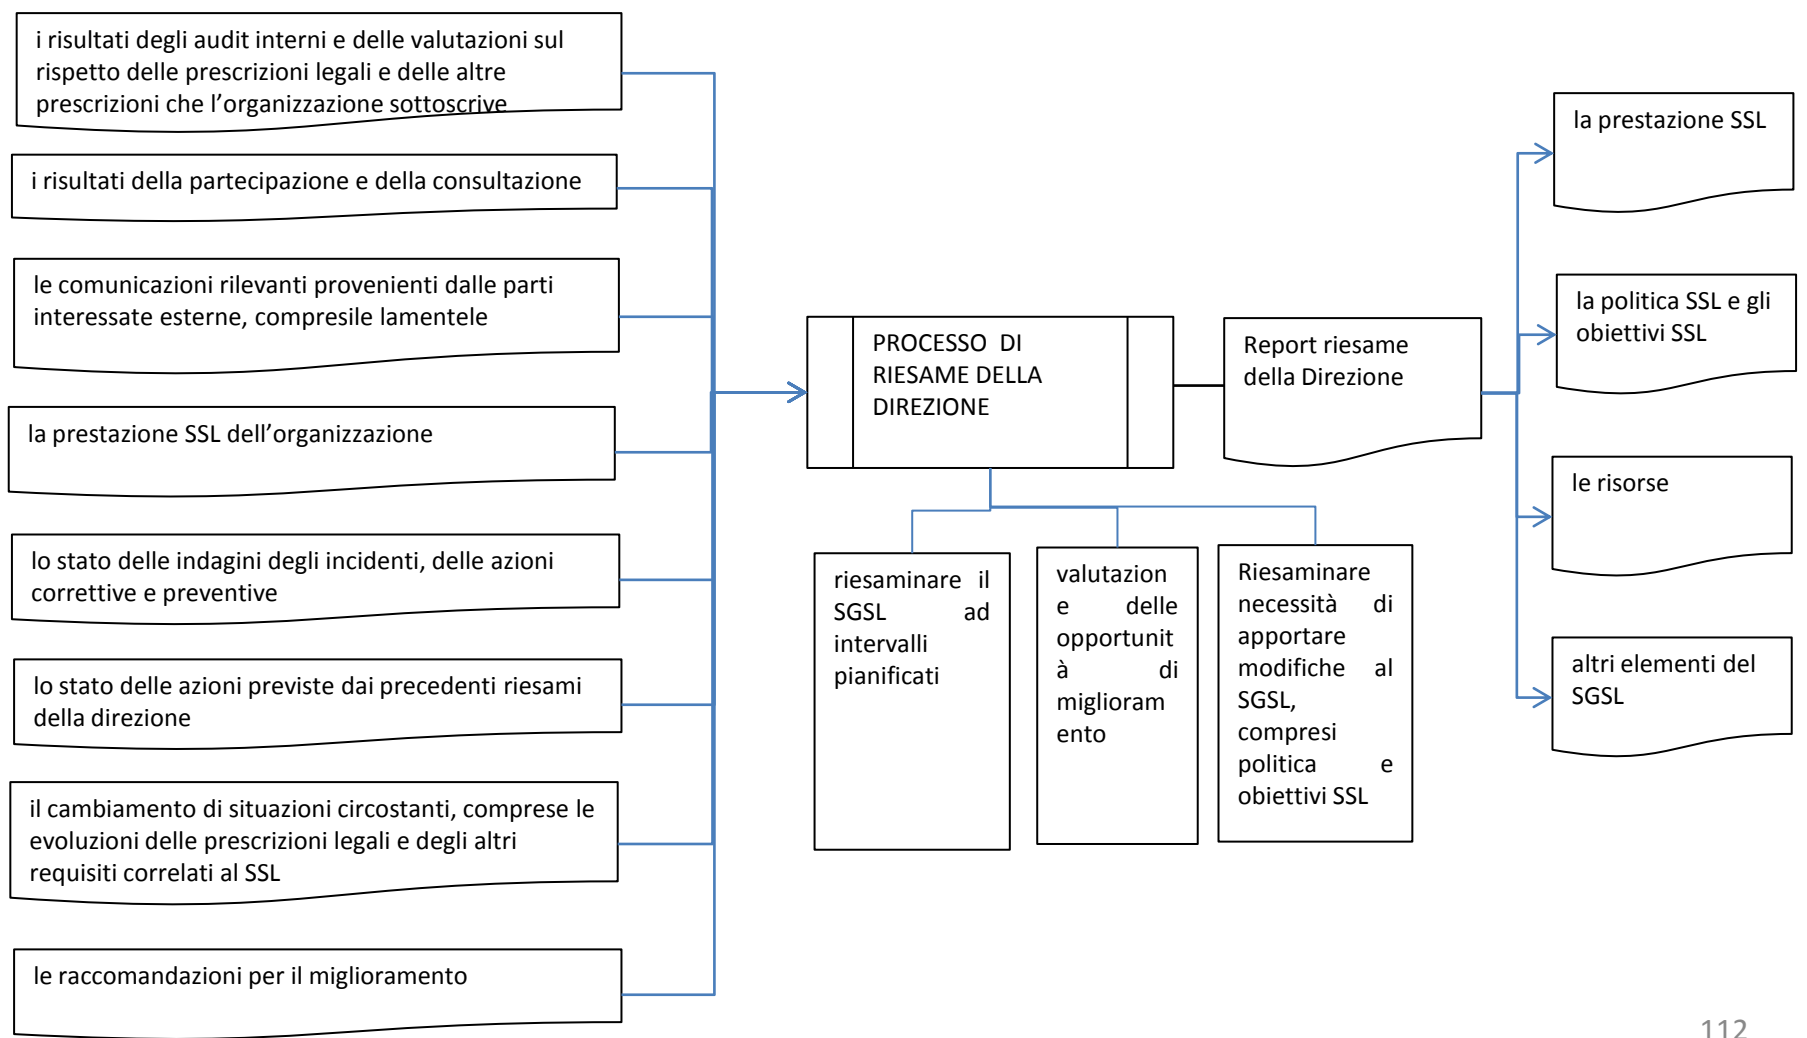 i risultati degli audit interni e delle valutazioni sul
rispetto delle prescrizioni legali e delle altre
prescrizioni che l'organizzazione sottoscrive
i risultati della partecipazione e della consultazione
le comunicazioni rilevanti provenienti dalle parti
interessate esterne, compresile lamentele
la prestazione SSL dell'organizzazione
lo stato delle indagini degli incidenti, delle azioni
correttive e preventive
lo stato delle azioni previste dai precedenti riesami
della direzione
il cambiamento di situazioni circostanti, comprese le
evoluzioni delle prescrizioni legali e degli altri
requisiti correlati al SSL
le raccomandazioni per il miglioramento
PROCESSO DI
RIESAME DELLA
DIREZIONE
riesaminare il
SGSL ad
intervalli
pianificati
valutazion
e delle
opportunit
à di
miglioram
ento
Riesaminare
necessità di
apportare
modifiche al
SGSL,
compresi
politica e
obiettivi SSL
Report riesame
della Direzione
la prestazione SSL
la politica SSL e gli
obiettivi SSL
le risorse
altri elementi del
SGSL
112